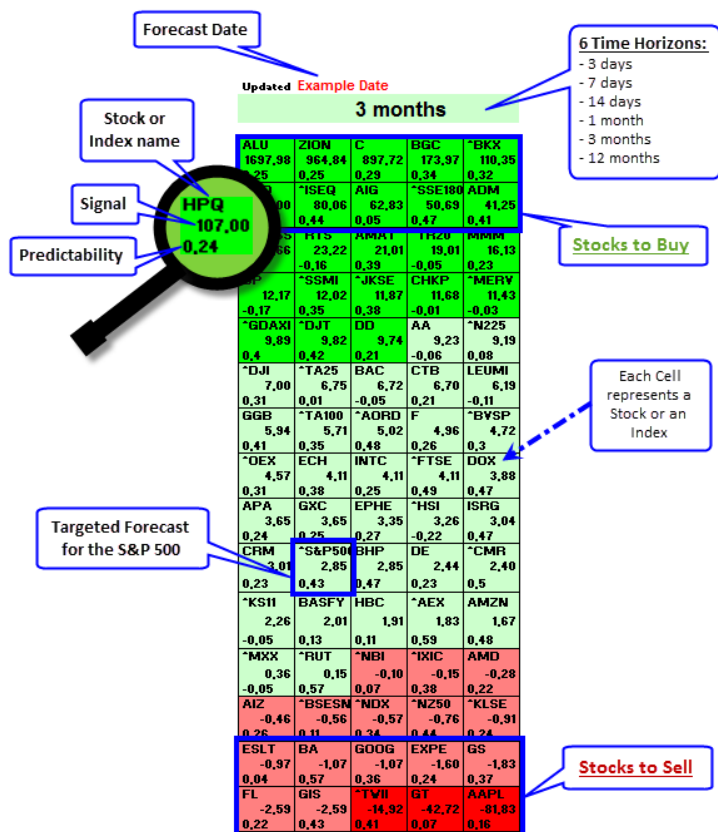 Forecast Date
6 Time Horizons:
- 3 days
- 7 days
- 14 days
- 1 month
- 3 months
- 12 months
Updated Example Date
3 months
Stock or
Index name
Signal
Predictability
HPQ
107,00
0,24
ALU ZION C BGC ^BKX
1697,98 964,84 897,72 173,97 110,35
0,25 0,25 0,29 0,34 0,32
^ISEQ AIG ^SSE180 ADM
80,06 62,83 50,69 41,25
0,44 0,05 0,47 0,41
AMAT MMM
23,22 21,01 19,01 16,13
-0,16 0,39 -0,05 0,23
^SSMI ^JKSE CHKP ^MERV
12,17 12,02 11,87 11,68 11,43
-0,17 0,35 0,38 -0,01 -0,03
^GDAXI ^DJT DD AA ^N225
9,89 9,82 9,74 9,23 9,19
0,4 0,42 0,21 -0,06 0,08
^DJI ^TA25 BAC CTB LEUMI
7,00 6,75 6,72 6,70 6,19
0,31 0,01 -0,05 0,21 -0,11
GGB ^TA100 ^AORD F ^BVSP
5,94 5,71 5,02 4,96 4,72
0,41 0,35 0,48 0,26 0,3
^OEX ECH INTC ^FTSE DOX
4,57 4,11 4,11 4,11 3,88
0,31 0,38 0,25 0,49 0,47
APA GXC EPHE ^HSI ISRG
3,65 3,65 3,35 3,26 3,04
0,24 0,25 0,27 -0,22 0,47
CRM ^S&P500 BHP DE ^CMR
3,01 2,85 2,85 2,44 2,40
0,23 0,43 0,47 0,23 0,5
^KS11 BASFY HBC ^AEX AMZN
2,26 2,01 1,91 1,83 1,67
-0,05 0,13 0,11 0,59 0,48
^MXX ^RUT ^NBI ^IXIC AMD
0,36 0,15 -0,10 -0,15 -0,28
-0,05 0,57 0,07 0,38 0,22
AIZ ^BSESN ^NDX ^NZ50 ^KLSE
-0,46 -0,56 -0,57 -0,76 -0,91
0,26 0,11 0,34 0,44 0,24
ESLT BA GOOG EXPE GS
-0,97 -1,07 -1,07 -1,60 -1,83
0,04 0,57 0,36 0,24 0,37
FL GIS ^TWII GT AAPL
-2,59 -2,59 -14,92 -42,72 -81,83
0,22 0,43 0,41 0,07 0,16
Stocks to Buy
Each Cell
represents a
Stock or an
Index
Targeted Forecast
for the S&P 500
Stocks to Sell